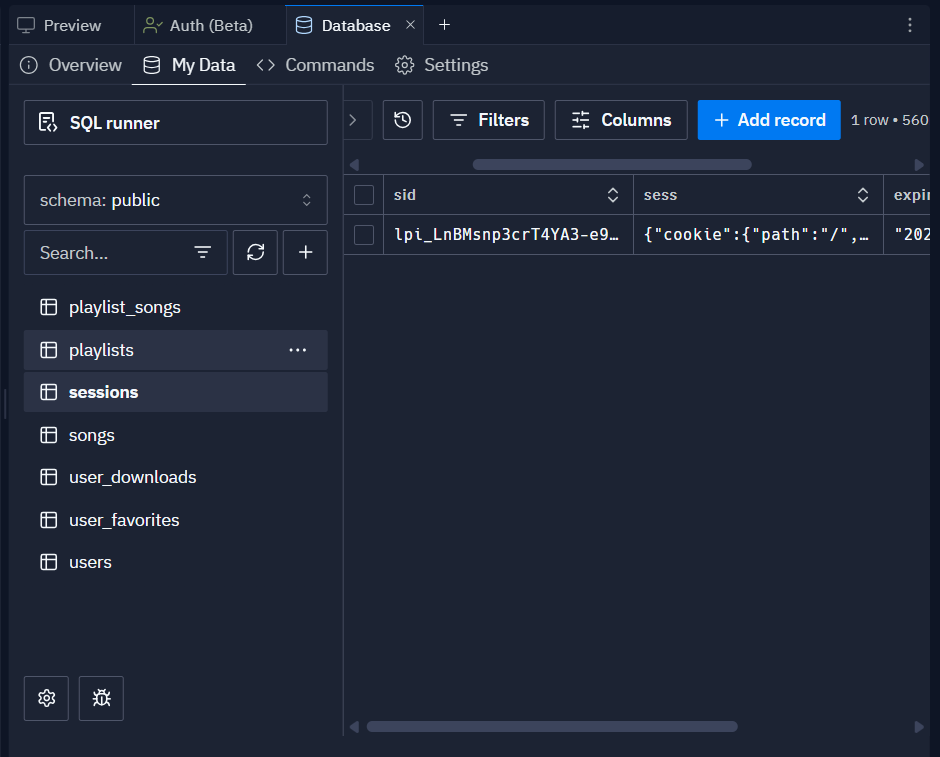 Preview
Auth (Beta)
Database
Overview
My Data
Commands
Settings
SQL runner
Filters
Columns
Add record
1 row • 560
schema: public
Search...
sid
sess
expir
lpi_LnBMsnp3crT4YA3-e9…
{"cookie":{"path":"/",…
"202
playlist_songs
playlists
sessions
songs
user_downloads
user_favorites
users